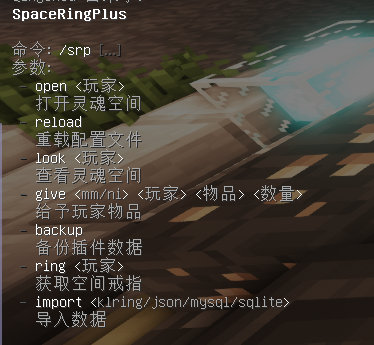 SpaceRingPlus
命令: /srp [...]
参数:
- open <玩家>
打开灵魂空间
- reload
重载配置文件
- look <玩家>
查看灵魂空间
- give <mm/ni> <玩家> <物品> <数量>
给予玩家物品
- backup
备份插件数据
- ring <玩家>
获取空间戒指
- import <klring/json/mysql/sqlite>
导入数据